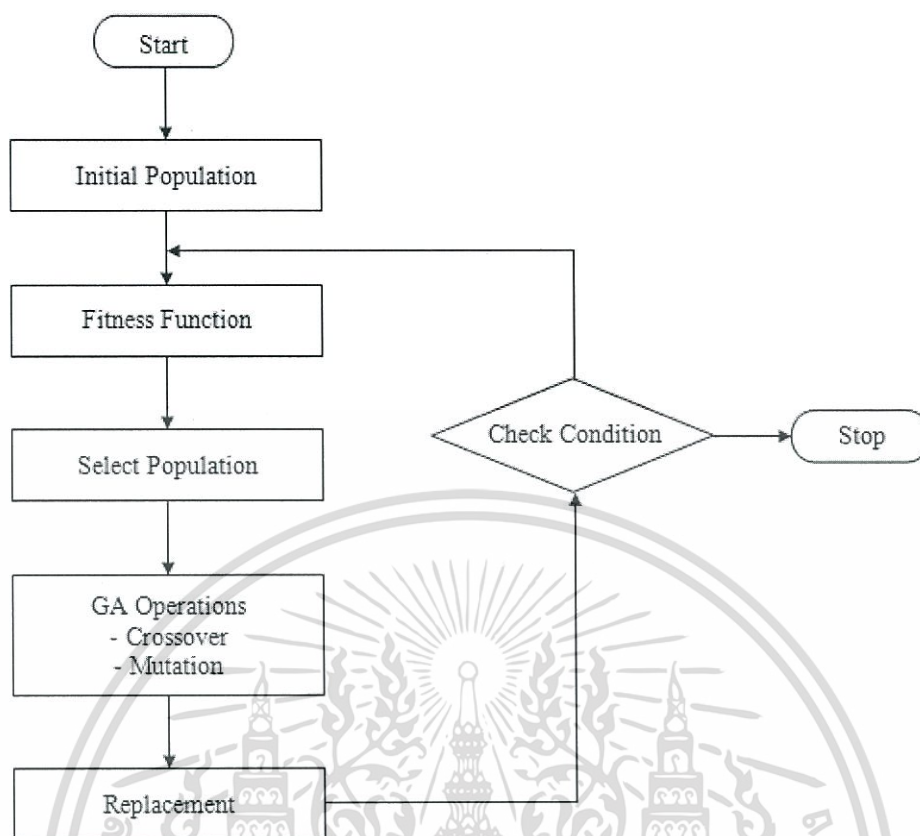 Start
Initial Population
Fitness Function
Select Population
GA Operations
- Crossover
- Mutation
Replacement
Check Condition
Stop